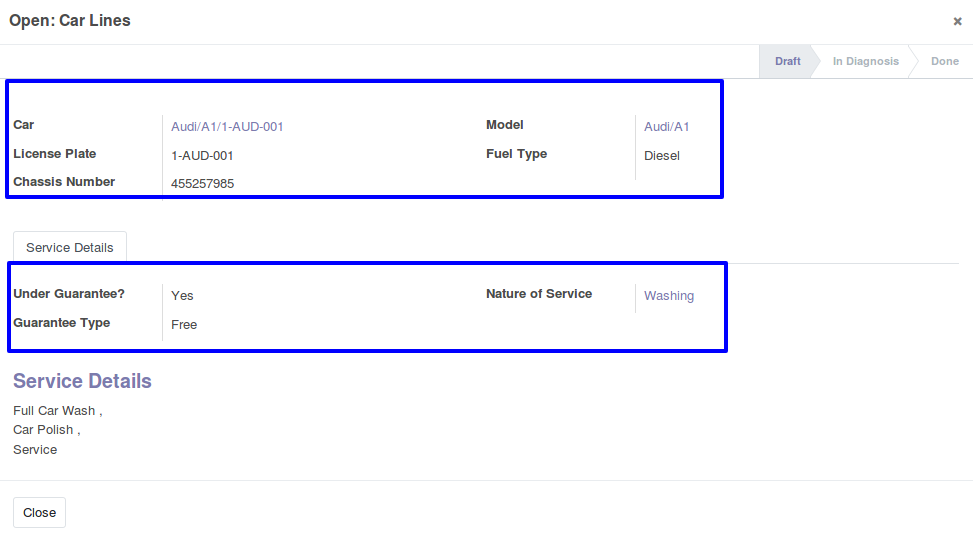 Open: Car Lines ×
Draft In Diagnosis Done
Car Audi/A1/1-AUD-001 Model Audi/A1
License Plate 1-AUD-001 Fuel Type Diesel
Chassis Number 455257985
Service Details
Under Guarantee? Yes Nature of Service Washing
Guarantee Type Free
Service Details
Full Car Wash ,
Car Polish ,
Service
Close